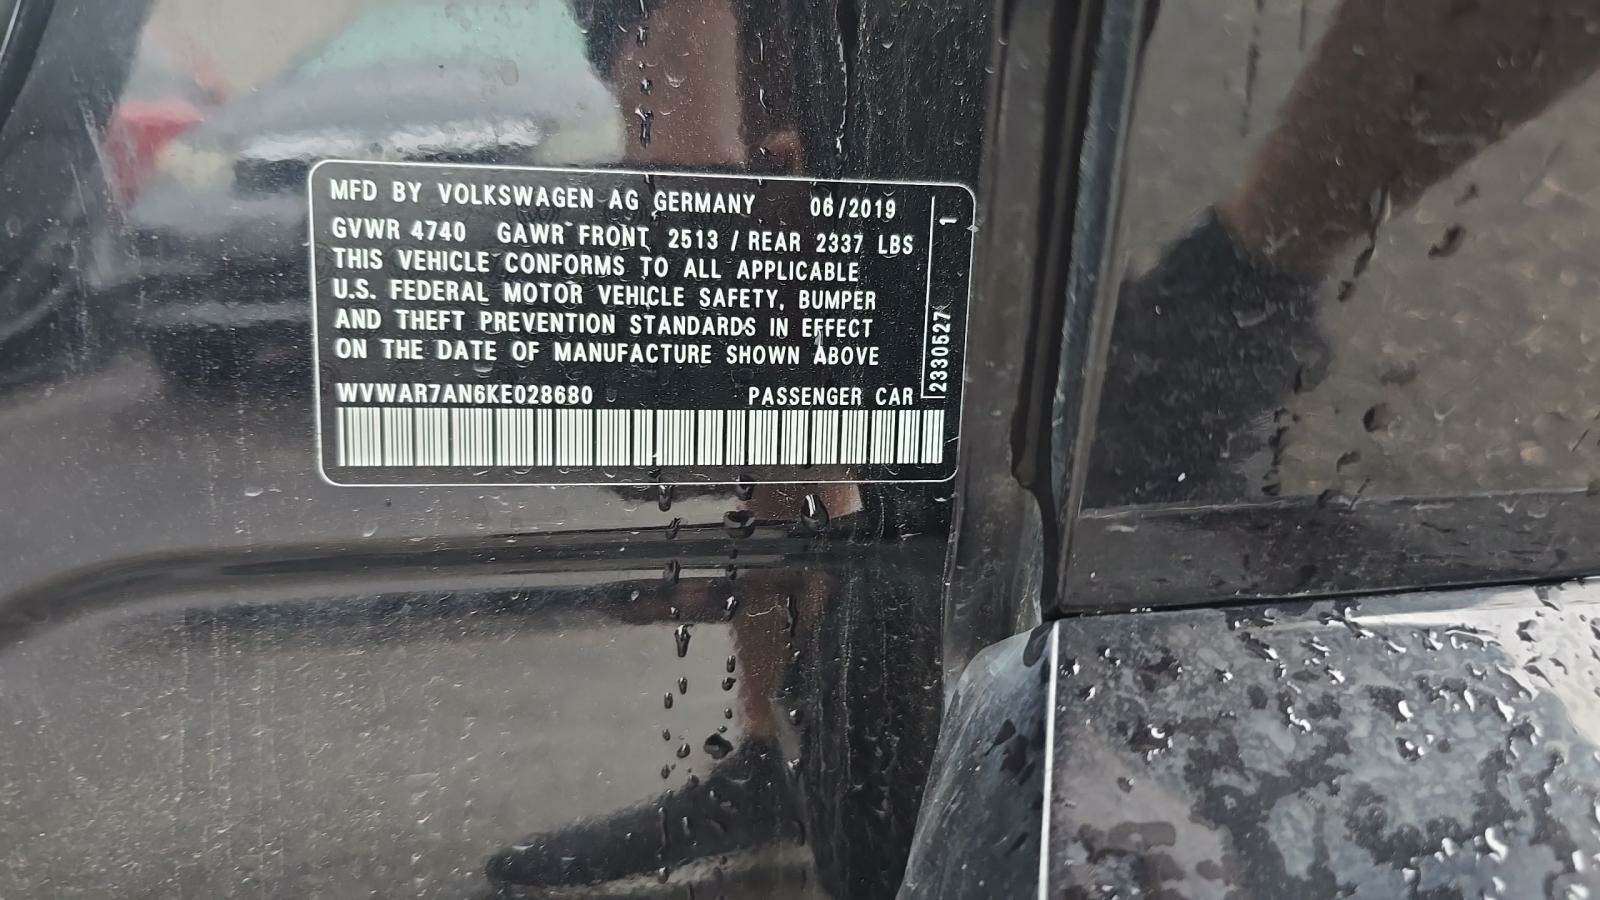 MFD BY VOLKSWAGEN AG GERMANY 06/2019
GVWR 4740 GAWR FRONT 2513 / REAR 2337 LBS
THIS VEHICLE CONFORMS TO ALL APPLICABLE
U.S. FEDERAL MOTOR VEHICLE SAFETY, BUMPER
AND THEFT PREVENTION STANDARDS IN EFFECT
ON THE DATE OF MANUFACTURE SHOWN ABOVE
WVWAR7AN6KE028680 PASSENGER CAR
2330527 1